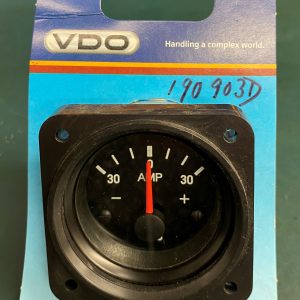 VDO
Handling a complex world.
190 903D
0
30 AMP 30
- +